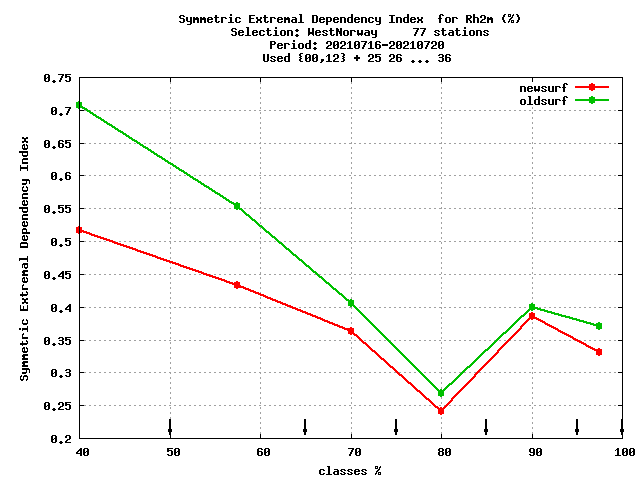 Symmetric Extremal Dependency Index  for Rh2m (%)
Selection: WestNorway     77 stations
Period: 20210716-20210720
Used {00,12} + 25 26 ... 36
newsurf
oldsurf
Symmetric Extremal Dependency Index
0.75
0.7
0.65
0.6
0.55
0.5
0.45
0.4
0.35
0.3
0.25
0.2
40 50 60 70 80 90 100
classes %